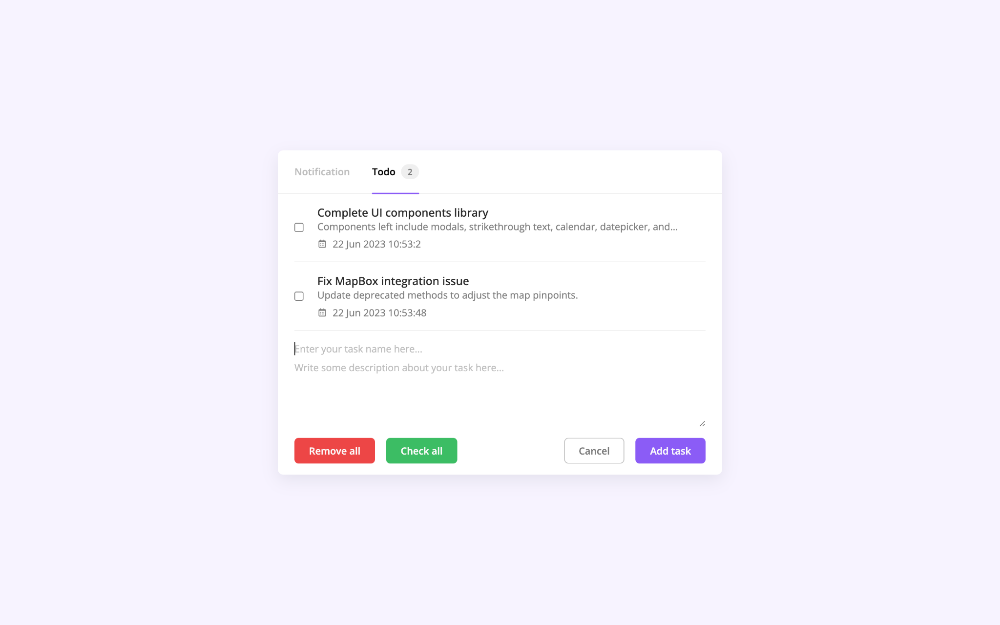 Notification Todo 2
Complete UI components library
Components left include modals, strikethrough text, calendar, datepicker, and...
22 Jun 2023 10:53:2
Fix MapBox integration issue
Update deprecated methods to adjust the map pinpoints.
22 Jun 2023 10:53:48
Enter your task name here...
Write some description about your task here...
Remove all Check all Cancel Add task